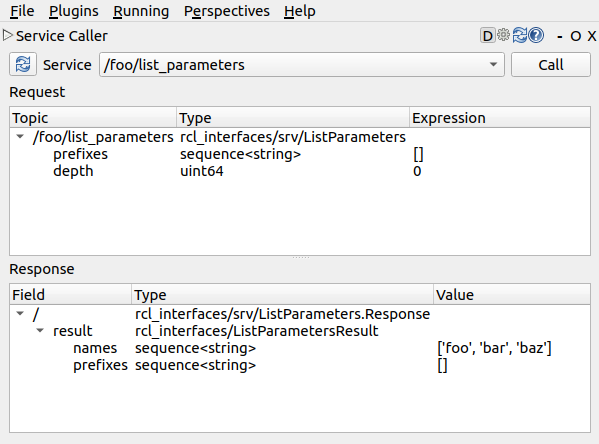 File Plugins Running Perspectives Help
Service Caller D - O X
Service /foo/list_parameters Call
Request
Topic Type Expression
/foo/list_parameters rcl_interfaces/srv/ListParameters
prefixes sequence<string> []
depth uint64 0
Response
Field Type Value
/ rcl_interfaces/srv/ListParameters.Response
result rcl_interfaces/ListParametersResult
names sequence<string> ['foo', 'bar', 'baz']
prefixes sequence<string> []